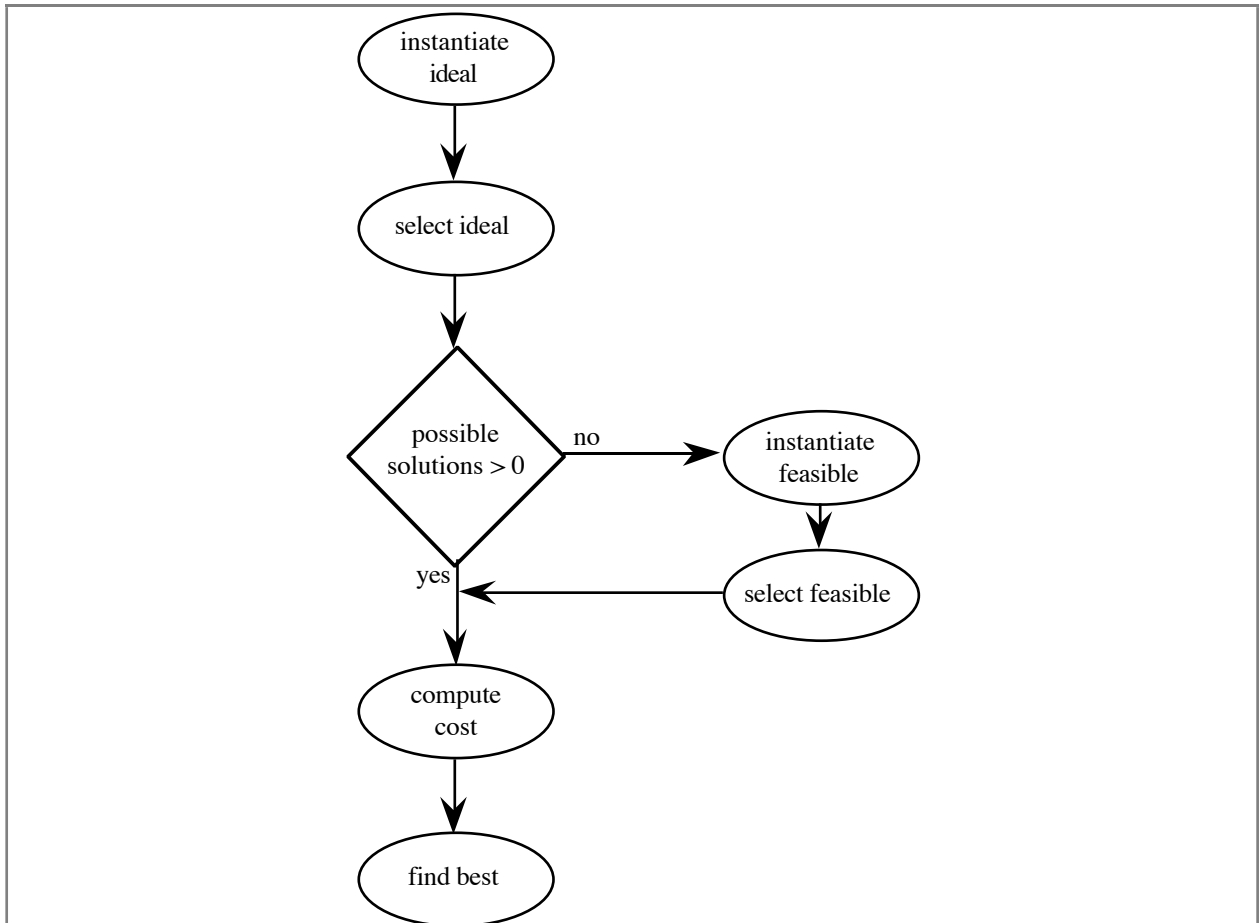 instantiate
ideal
select ideal
possible
solutions > 0
no
instantiate
feasible
yes
select feasible
compute
cost
find best